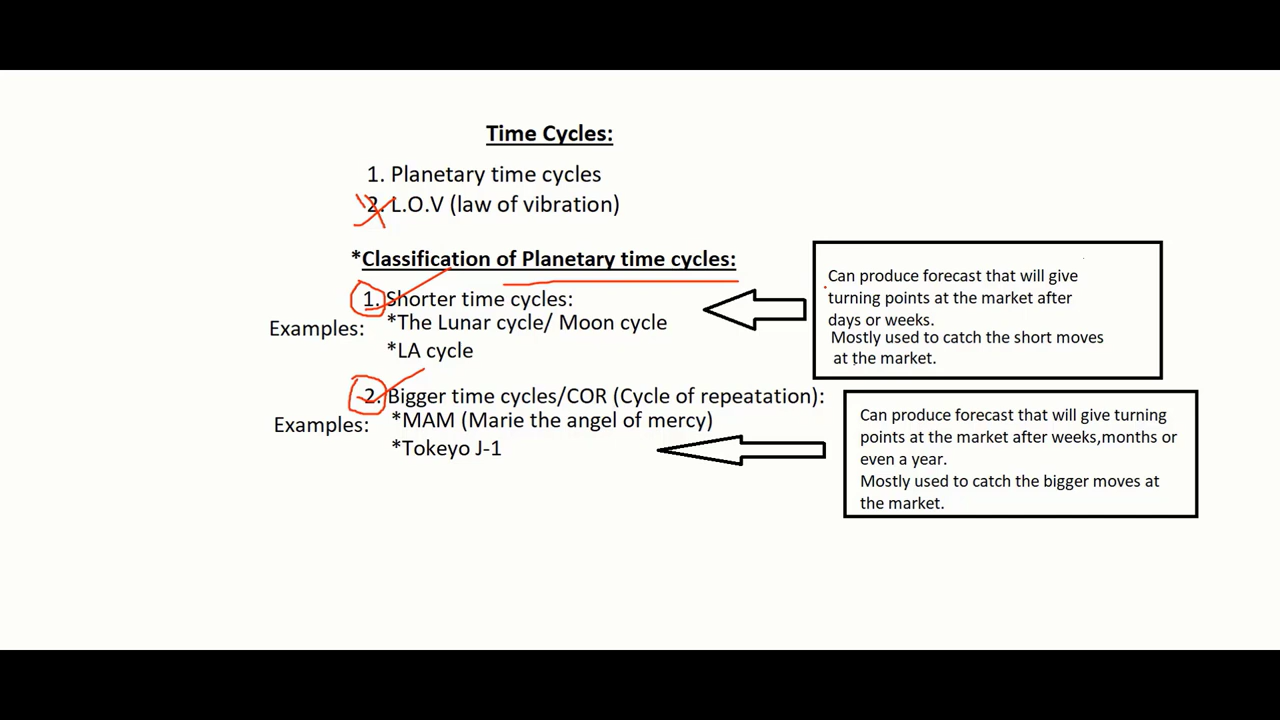 Time Cycles:
1. Planetary time cycles
2. L.O.V (law of vibration)
*Classification of Planetary time cycles:
1. Shorter time cycles:
Examples: *The Lunar cycle/ Moon cycle
*LA cycle
Can produce forecast that will give
turning points at the market after
days or weeks.
Mostly used to catch the short moves
at the market.
2. Bigger time cycles/COR (Cycle of repeatation):
Examples: *MAM (Marie the angel of mercy)
*Tokeyo J-1
Can produce forecast that will give turning
points at the market after weeks,months or
even a year.
Mostly used to catch the bigger moves at
the market.